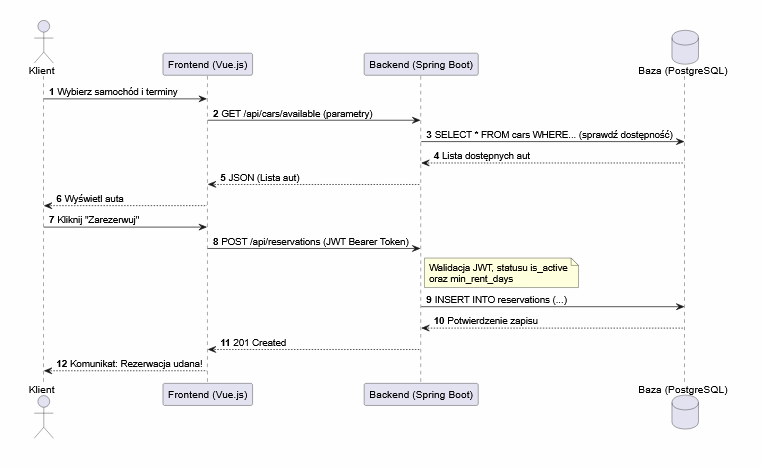 Klient
Frontend (Vue.js)
Backend (Spring Boot)
Baza (PostgreSQL)
1 Wybierz samochód i terminy
2 GET /api/cars/available (parametry)
3 SELECT * FROM cars WHERE... (sprawdź dostępność)
4 Lista dostępnych aut
5 JSON (Lista aut)
6 Wyświetl auta
7 Kliknij "Zarezerwuj"
8 POST /api/reservations (JWT Bearer Token)
Walidacja JWT, statusu is_active
oraz min_rent_days
9 INSERT INTO reservations (...)
10 Potwierdzenie zapisu
11 201 Created
12 Komunikat: Rezerwacja udana!
Klient
Frontend (Vue.js)
Backend (Spring Boot)
Baza (PostgreSQL)